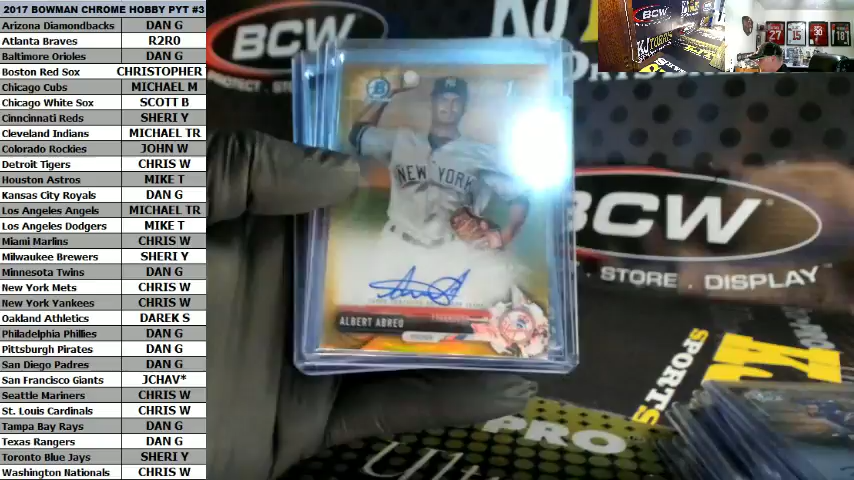 2017 BOWMAN CHROME HOBBY PYT #3
Arizona Diamondbacks DAN G
Atlanta Braves R2R0
Baltimore Orioles DAN G
Boston Red Sox CHRISTOPHER
Chicago Cubs MICHAEL M
Chicago White Sox SCOTT B
Cinncinnati Reds SHERI Y
Cleveland Indians MICHAEL TR
Colorado Rockies JOHN W
Detroit Tigers CHRIS W
Houston Astros MIKE T
Kansas City Royals DAN G
Los Angeles Angels MICHAEL TR
Los Angeles Dodgers MIKE T
Miami Marlins CHRIS W
Milwaukee Brewers SHERI Y
Minnesota Twins DAN G
New York Mets CHRIS W
New York Yankees CHRIS W
Oakland Athletics DAREK S
Philadelphia Phillies DAN G
Pittsburgh Pirates DAN G
San Diego Padres DAN G
San Francisco Giants JCHAV*
Seattle Mariners CHRIS W
St. Louis Cardinals CHRIS W
Tampa Bay Rays DAN G
Texas Rangers DAN G
Toronto Blue Jays SHERI Y
Washington Nationals CHRIS W
BCW
B
NEW YORK
ALBERT ABREU
BCW
STORE DISPLAY
SPORTS
PRO
BCW
27
15
30
18